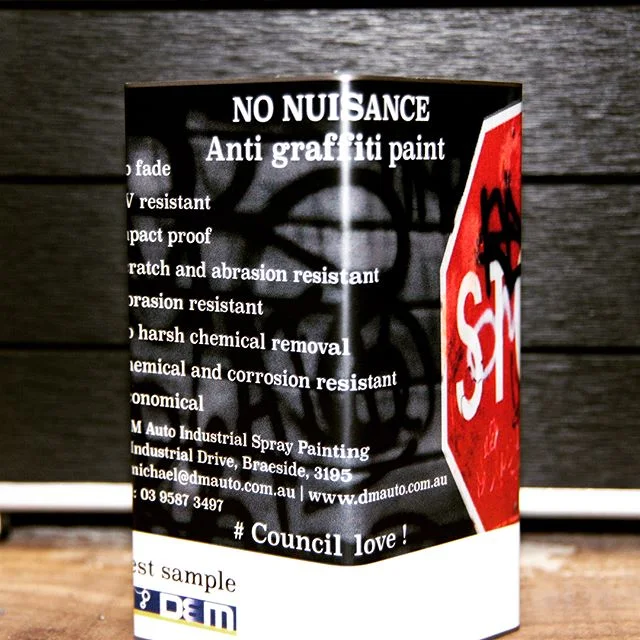 NO NUISANCE
Anti graffiti paint
o fade
V resistant
pact proof
ratch and abrasion resistant
brasion resistant
o harsh chemical removal
hemical and corrosion resistant
conomical
M Auto Industrial Spray Painting
Industrial Drive, Braeside, 3195
michael@dmauto.com.au | www.dmauto.com.au
: 03 9587 3497
# Council love !
est sample
DEM